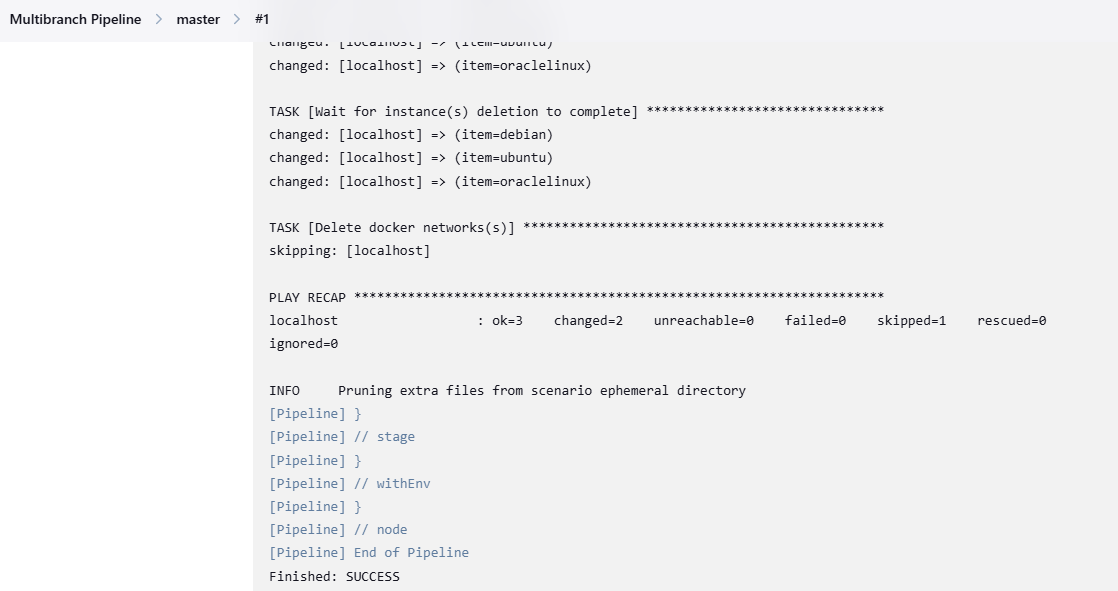 Multibranch Pipeline > master > #1
changed: [localhost] => (item=ubuntu)
changed: [localhost] => (item=oraclelinux)
TASK [Wait for instance(s) deletion to complete] *******************************
changed: [localhost] => (item=debian)
changed: [localhost] => (item=ubuntu)
changed: [localhost] => (item=oraclelinux)
TASK [Delete docker networks(s)] ***********************************************
skipping: [localhost]
PLAY RECAP *********************************************************************
localhost                  : ok=3    changed=2    unreachable=0    failed=0    skipped=1    rescued=0
ignored=0
INFO     Pruning extra files from scenario ephemeral directory
[Pipeline] }
[Pipeline] // stage
[Pipeline] }
[Pipeline] // withEnv
[Pipeline] }
[Pipeline] // node
[Pipeline] End of Pipeline
Finished: SUCCESS